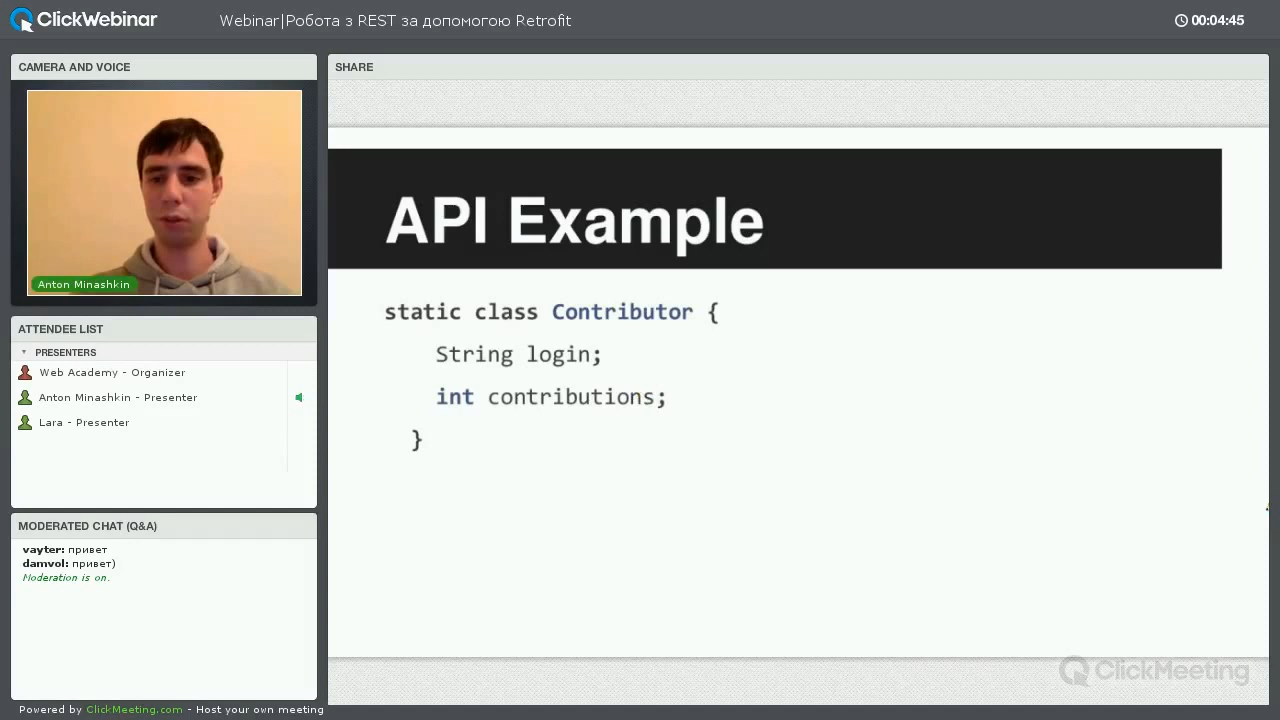 ClickWebinar
Webinar|Робота з REST за допомогою Retrofit
00:04:45
CAMERA AND VOICE
Anton Minashkin
ATTENDEE LIST
PRESENTERS
Web Academy - Organizer
Anton Minashkin - Presenter
Lara - Presenter
MODERATED CHAT (Q&A)
vayter: привет
damvol: привет)
Moderation is on.
Powered by ClickMeeting.com - Host your own meeting
SHARE
API Example
static class Contributor {
String login;
int contributions;
}
ClickMeeting